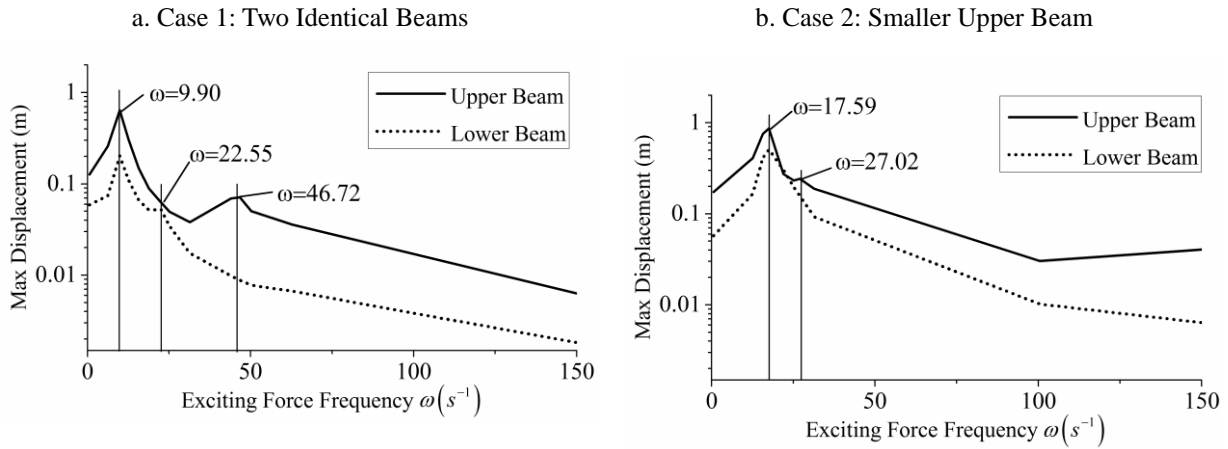 a. Case 1: Two Identical Beams
1
0.1
0.01
Max Displacement (m)
ω=9.90
ω=22.55
ω=46.72
Upper Beam
Lower Beam
0 50 100 150
Exciting Force Frequency ω(s⁻¹)
b. Case 2: Smaller Upper Beam
1
0.1
0.01
Max Displacement (m)
ω=17.59
ω=27.02
Upper Beam
Lower Beam
0 50 100 150
Exciting Force Frequency ω(s⁻¹)